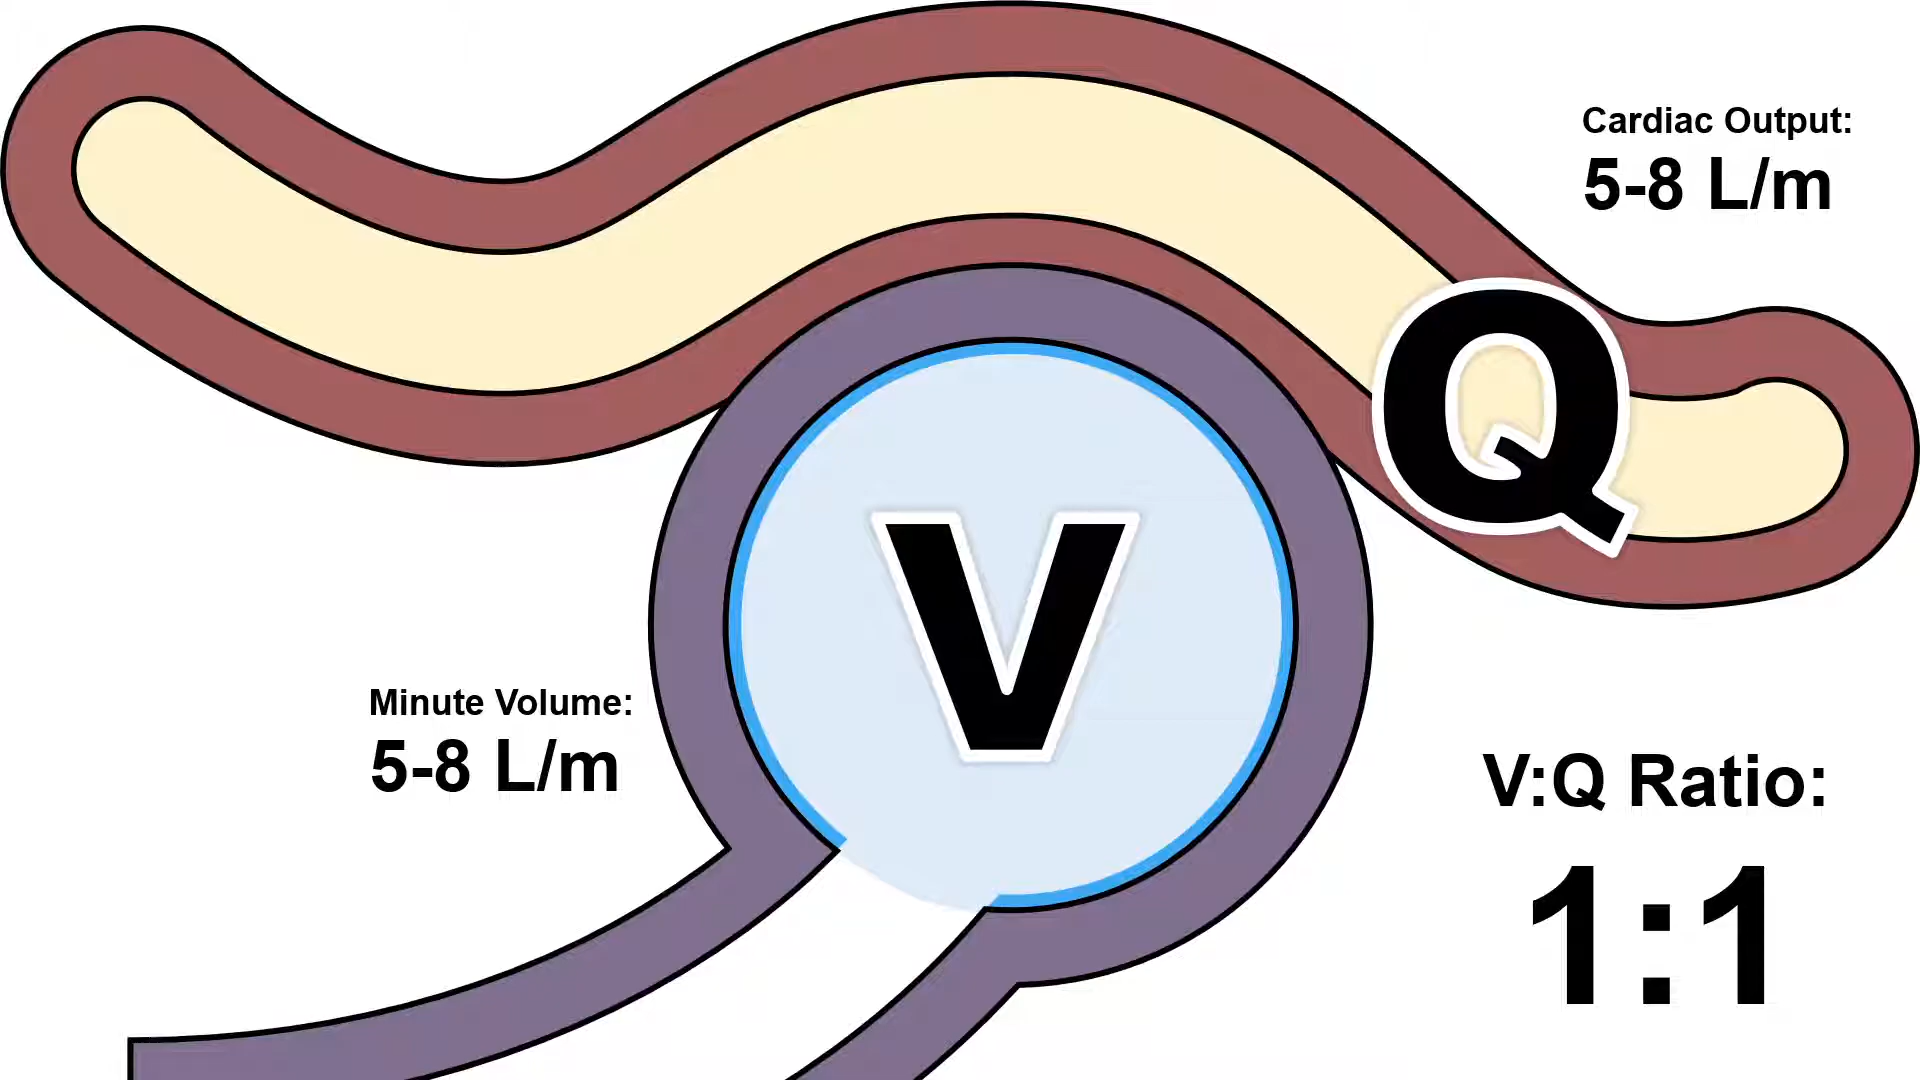 Cardiac Output:
5-8 L/m
Q
V
Minute Volume:
5-8 L/m
V:Q Ratio:
1:1